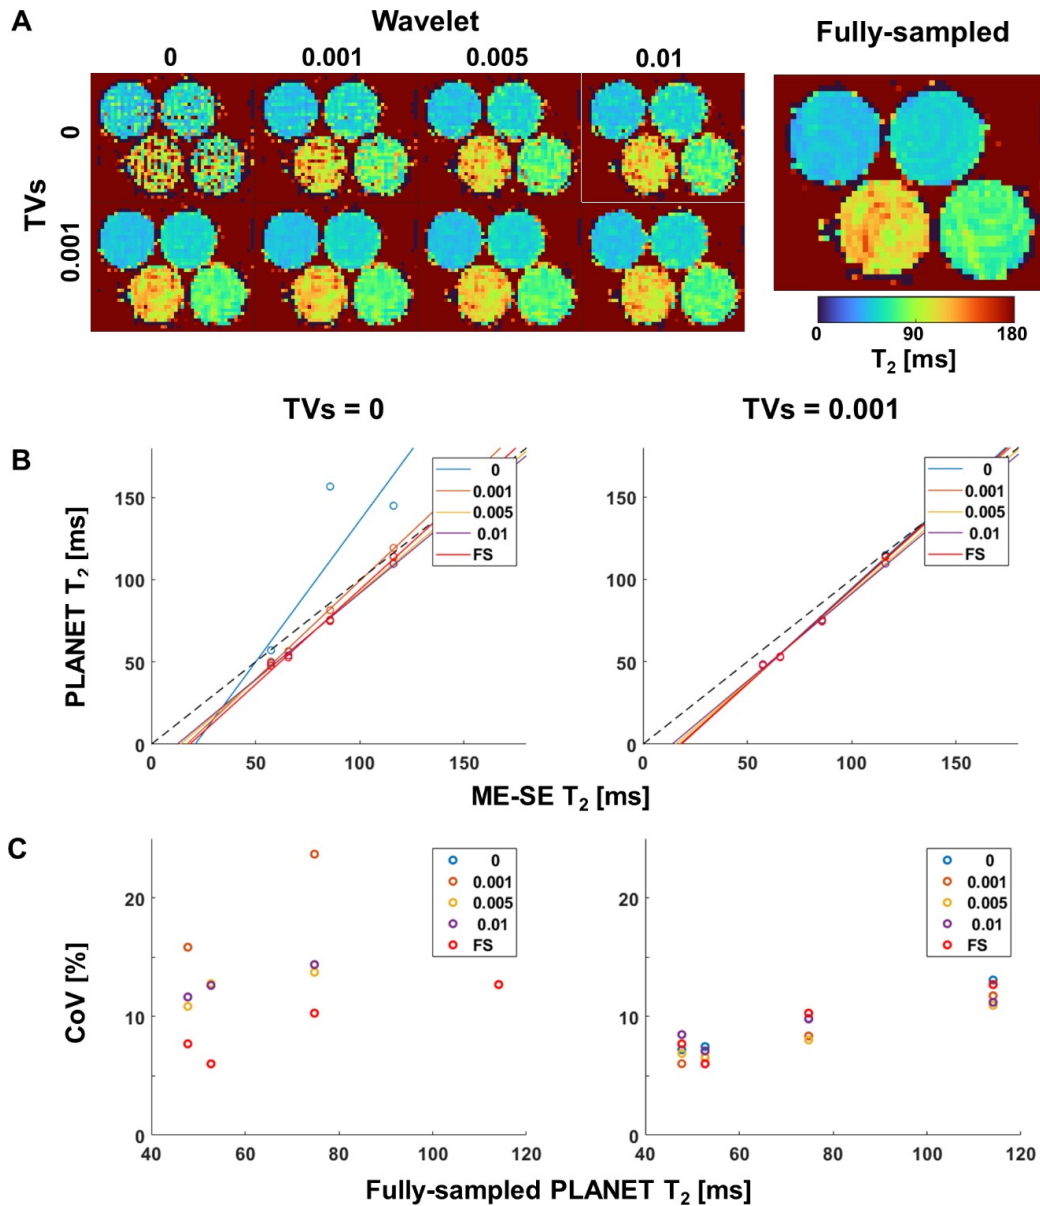 A
Wavelet
Fully-sampled
0 0.001 0.005 0.01
TVs
0
0.001
0 90 180
T₂ [ms]
TVs = 0
TVs = 0.001
B
PLANET T₂ [ms]
150
100
50
0
0 50 100 150
0
0.001
0.005
0.01
FS
150
100
50
0
0 50 100 150
0
0.001
0.005
0.01
FS
ME-SE T₂ [ms]
C
CoV [%]
20
10
0
40 60 80 100 120
0
0.001
0.005
0.01
FS
20
10
0
40 60 80 100 120
0
0.001
0.005
0.01
FS
Fully-sampled PLANET T₂ [ms]